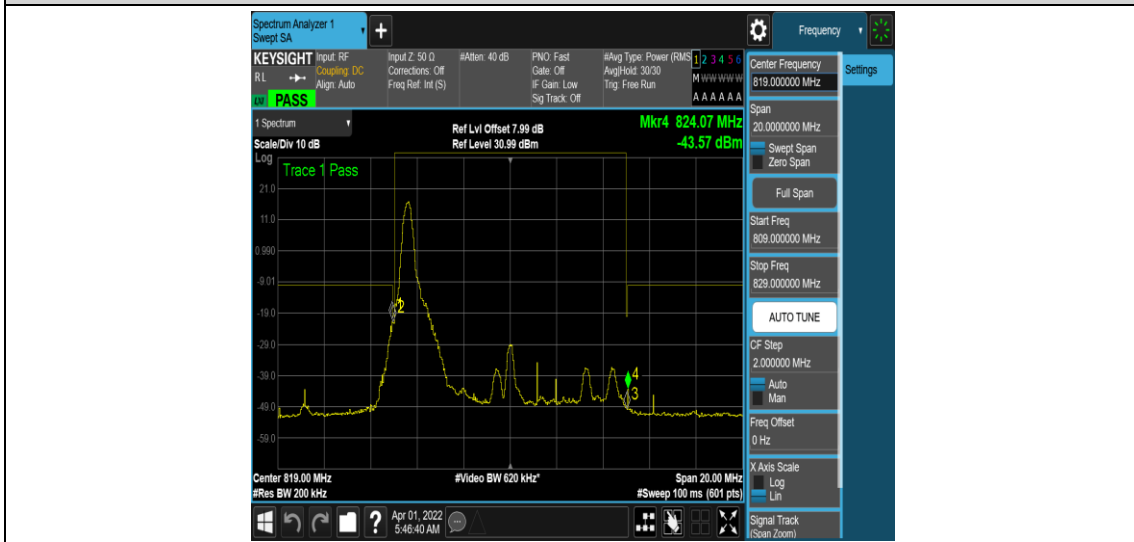 Spectrum Analyzer 1
Swept SA
+
Frequency
KEYSIGHT
Input: RF
R L
Coupling: DC
Align: Auto
LXI
PASS
Input Z: 50 Ω
Corrections: Off
Freq Ref: Int (S)
#Atten: 40 dB
PNO: Fast
Gate: Off
IF Gain: Low
Sig Track: Off
#Avg Type: Power (RMS
Avg|Hold: 30/30
Trig: Free Run
1 2 3 4 5 6
M W W W W W
A A A A A A
Center Frequency
819.000000 MHz
Settings
1 Spectrum
Scale/Div 10 dB
Ref Lvl Offset 7.99 dB
Ref Level 30.99 dBm
Mkr4 824.07 MHz
-43.57 dBm
Span
20.0000000 MHz
Swept Span
Zero Span
Log
Trace 1 Pass
21.0
11.0
0.990
-9.01
-19.0
-29.0
-39.0
-49.0
-59.0
2
4
3
Full Span
Start Freq
809.000000 MHz
Stop Freq
829.000000 MHz
AUTO TUNE
CF Step
2.000000 MHz
Auto
Man
Freq Offset
0 Hz
X Axis Scale
Log
Lin
Signal Track
(Span Zoom)
Center 819.00 MHz
#Video BW 620 kHz*
Span 20.00 MHz
#Res BW 200 kHz
#Sweep 100 ms (601 pts)
?
Apr 01, 2022
5:46:40 AM